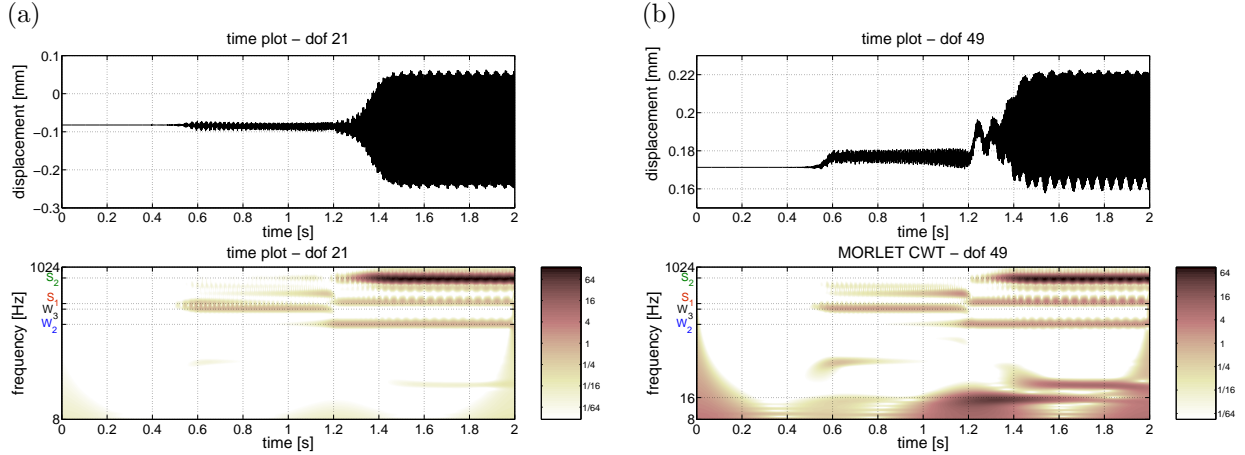 (a)
time plot – dof 21
displacement [mm]
0.1
0
−0.1
−0.2
−0.3
0 0.2 0.4 0.6 0.8 1 1.2 1.4 1.6 1.8 2
time [s]
time plot – dof 21
frequency [Hz]
1024
S2
S1
W3
W2
8
0 0.2 0.4 0.6 0.8 1 1.2 1.4 1.6 1.8 2
time [s]
64
16
4
1
1/4
1/16
1/64
(b)
time plot – dof 49
displacement [mm]
0.22
0.2
0.18
0.16
0 0.2 0.4 0.6 0.8 1 1.2 1.4 1.6 1.8 2
time [s]
MORLET CWT – dof 49
frequency [Hz]
1024
S2
S1
W3
W2
16
8
0 0.2 0.4 0.6 0.8 1 1.2 1.4 1.6 1.8 2
time [s]
64
16
4
1
1/4
1/16
1/64